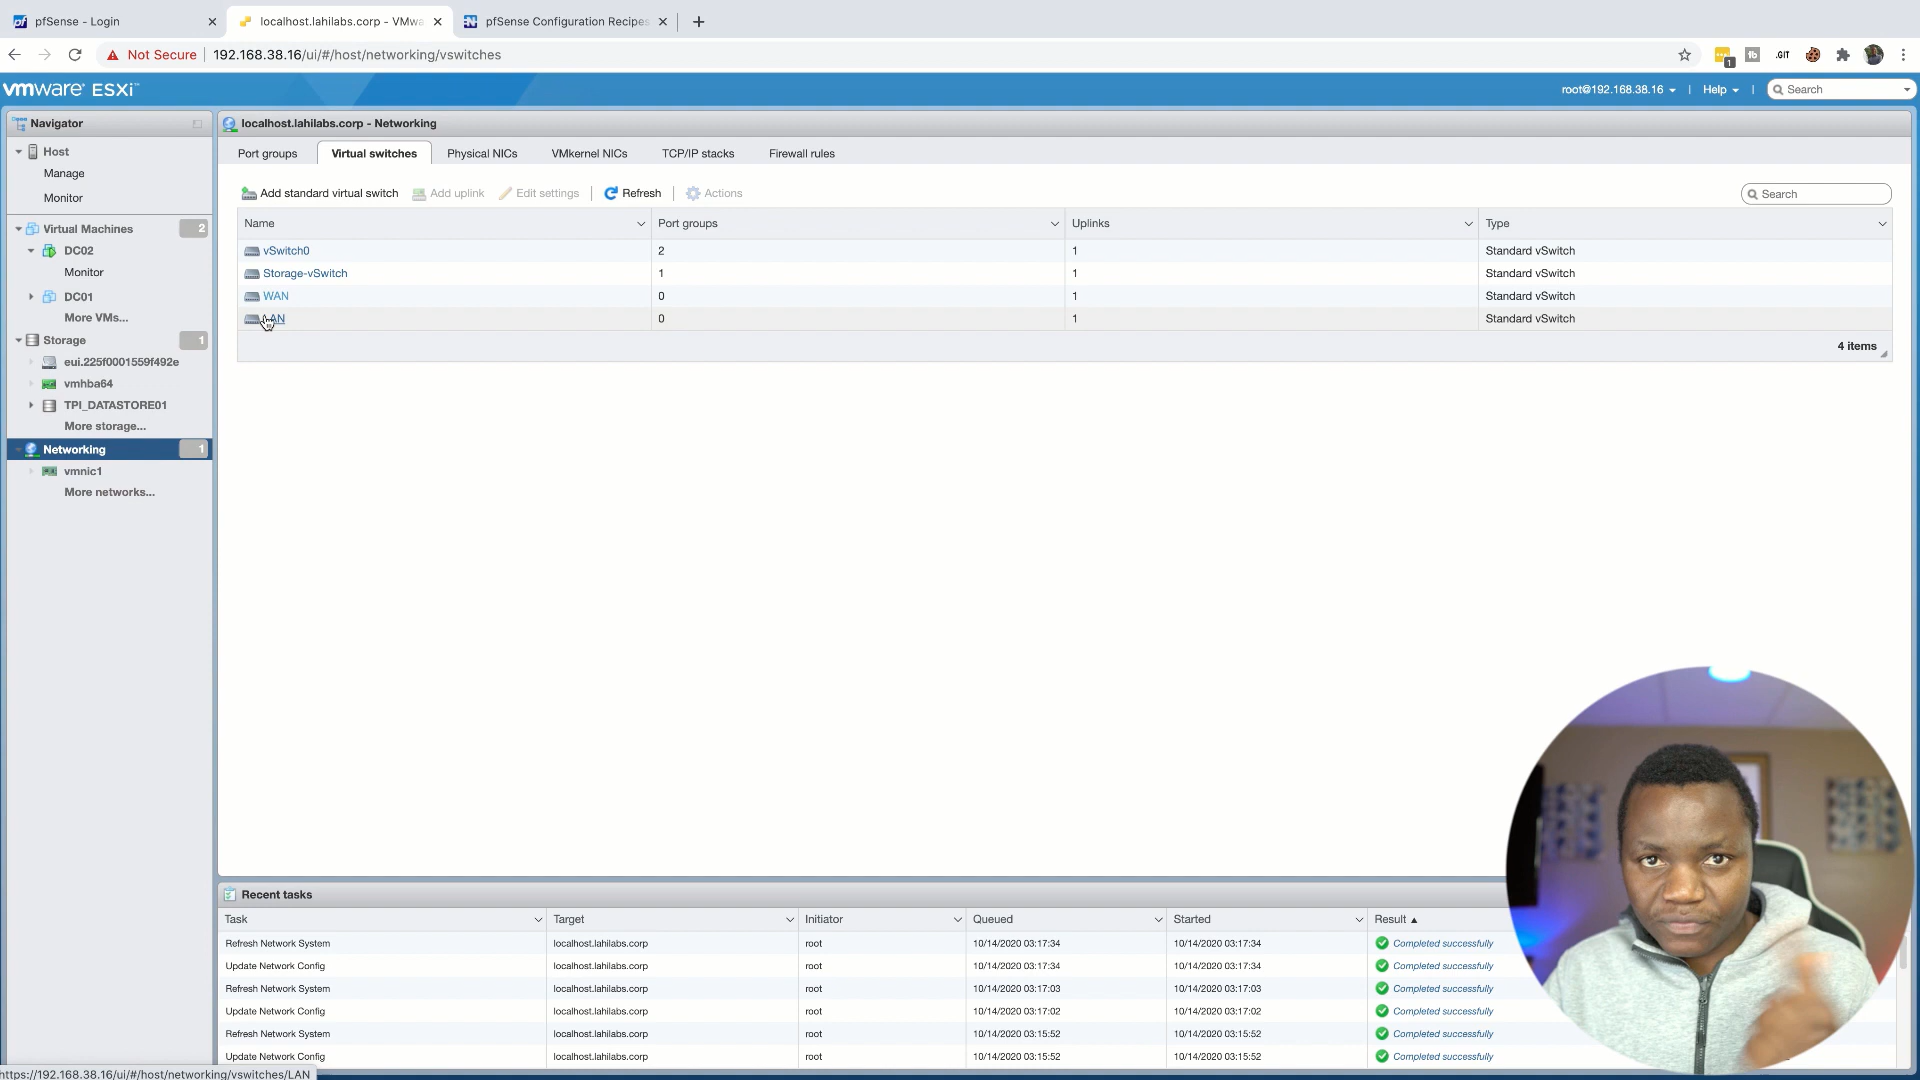 pfSense - Login
localhost.lahilabs.corp - VMwa
pfSense Configuration Recipes
Not Secure 192.168.38.16/ui/#/host/networking/vswitches
.GIT
1
vmware ESXi™
root@192.168.38.16 | Help | Search
Navigator
localhost.lahilabs.corp - Networking
Host
Manage
Monitor
Virtual Machines 2
DC02
Monitor
DC01
More VMs...
Storage 1
eui.225f0001559f492e
vmhba64
TPI_DATASTORE01
More storage...
Networking 1
vmnic1
More networks...
Port groups Virtual switches Physical NICs VMkernel NICs TCP/IP stacks Firewall rules
Add standard virtual switch Add uplink Edit settings Refresh Actions Search
Name Port groups Uplinks Type
vSwitch0 2 1 Standard vSwitch
Storage-vSwitch 1 1 Standard vSwitch
WAN 0 1 Standard vSwitch
LAN 0 1 Standard vSwitch
4 items
Recent tasks
Task Target Initiator Queued Started Result
Refresh Network System localhost.lahilabs.corp root 10/14/2020 03:17:34 10/14/2020 03:17:34 Completed successfully
Update Network Config localhost.lahilabs.corp root 10/14/2020 03:17:34 10/14/2020 03:17:34 Completed successfully
Refresh Network System localhost.lahilabs.corp root 10/14/2020 03:17:03 10/14/2020 03:17:03 Completed successfully
Update Network Config localhost.lahilabs.corp root 10/14/2020 03:17:02 10/14/2020 03:17:02 Completed successfully
Refresh Network System localhost.lahilabs.corp root 10/14/2020 03:15:52 10/14/2020 03:15:52 Completed successfully
Update Network Config localhost.lahilabs.corp root 10/14/2020 03:15:52 10/14/2020 03:15:52 Completed successfully
https://192.168.38.16/ui/#/host/networking/vswitches/LAN